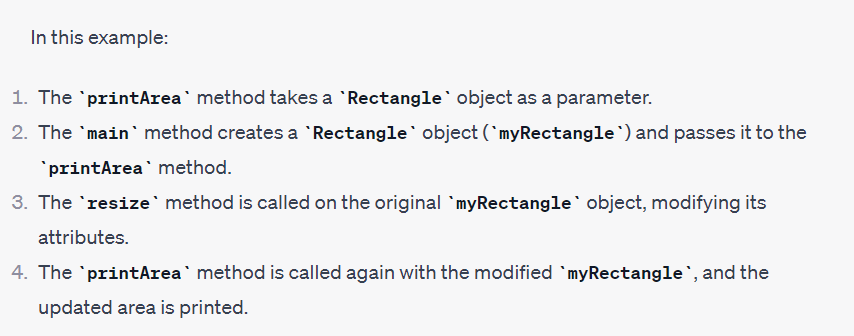 In this example:
1. The `printArea` method takes a `Rectangle` object as a parameter.
2. The `main` method creates a `Rectangle` object (`myRectangle`) and passes it to the
`printArea` method.
3. The `resize` method is called on the original `myRectangle` object, modifying its
attributes.
4. The `printArea` method is called again with the modified `myRectangle`, and the
updated area is printed.